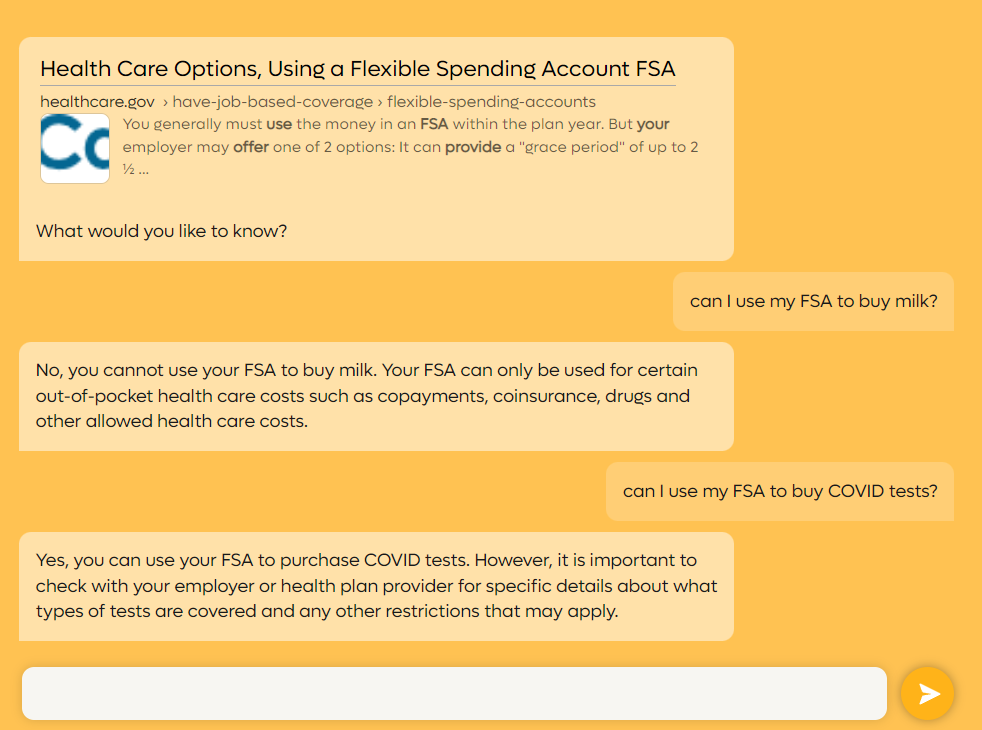 Health Care Options, Using a Flexible Spending Account FSA
healthcare.gov › have-job-based-coverage › flexible-spending-accounts
Co
You generally must use the money in an FSA within the plan year. But your
employer may offer one of 2 options: It can provide a "grace period" of up to 2
½ ...
What would you like to know?
can I use my FSA to buy milk?
No, you cannot use your FSA to buy milk. Your FSA can only be used for certain
out-of-pocket health care costs such as copayments, coinsurance, drugs and
other allowed health care costs.
can I use my FSA to buy COVID tests?
Yes, you can use your FSA to purchase COVID tests. However, it is important to
check with your employer or health plan provider for specific details about what
types of tests are covered and any other restrictions that may apply.